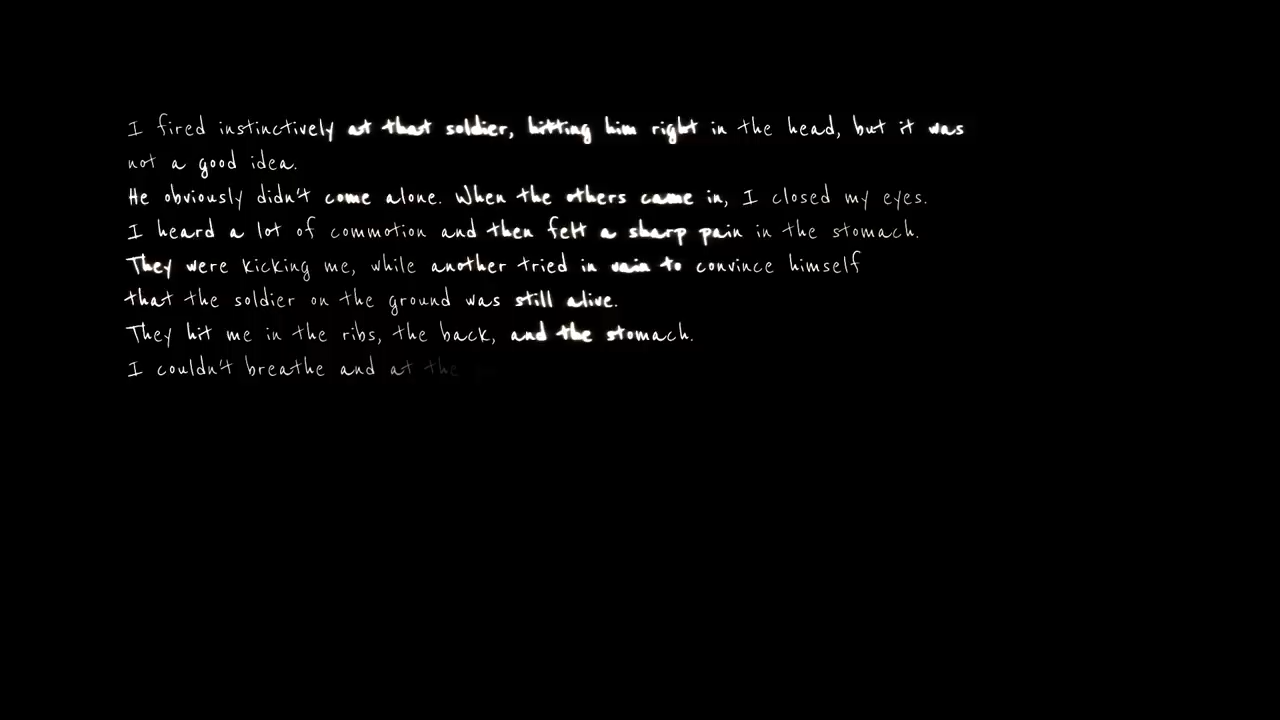 I fired instinctively at that soldier, hitting him right in the head, but it was
not a good idea.
He obviously didn't come alone. When the others came in, I closed my eyes.
I heard a lot of commotion and then felt a sharp pain in the stomach.
They were kicking me, while another tried in vain to convince himself
that the soldier on the ground was still alive.
They hit me in the ribs, the back, and the stomach.
I couldn't breathe and at the